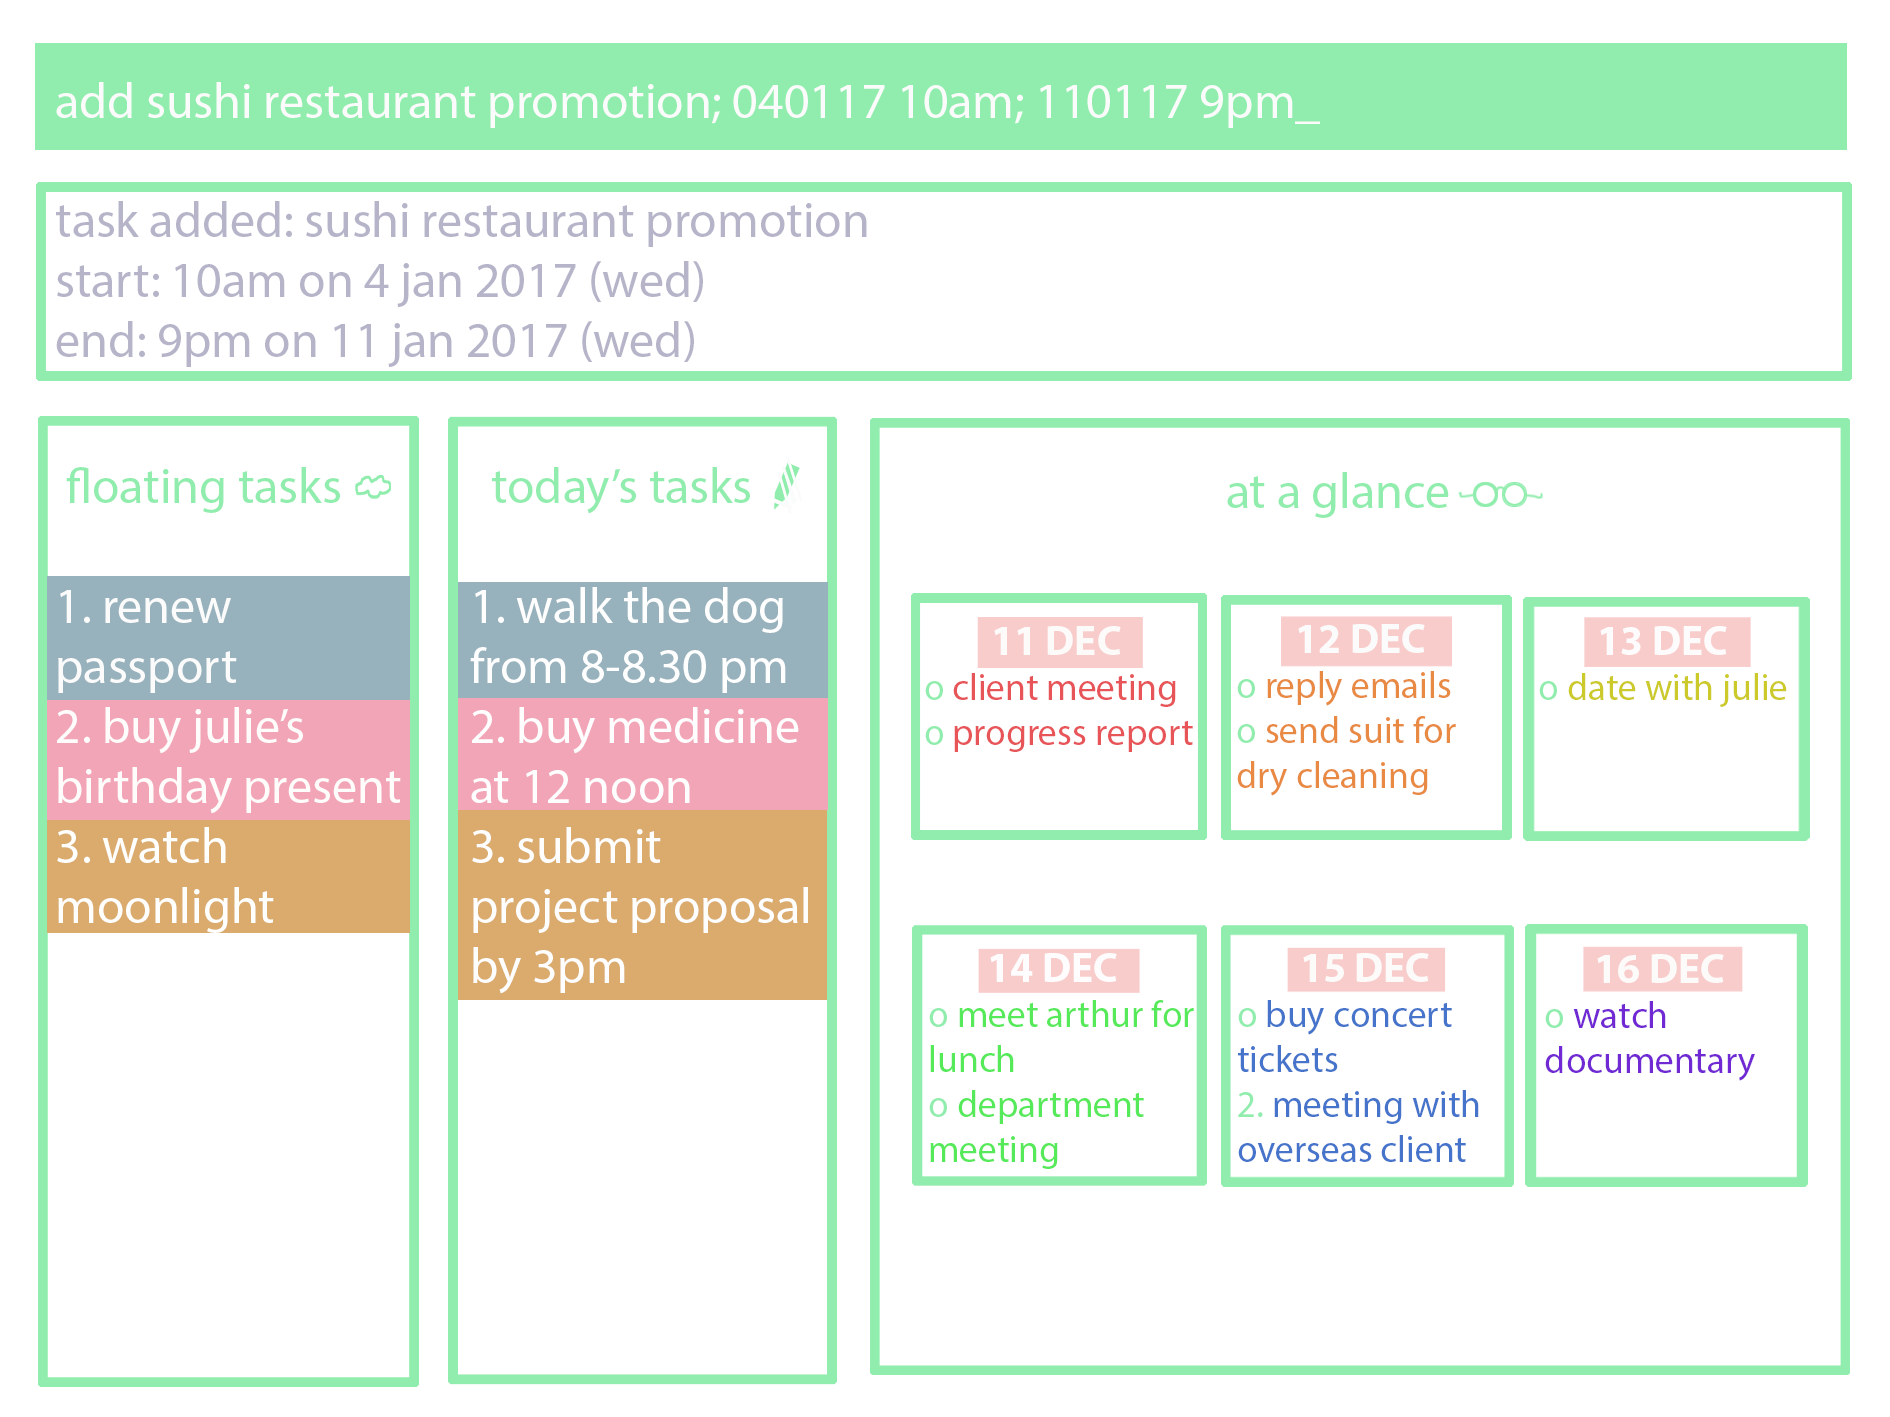 add sushi restaurant promotion; 040117 10am; 110117 9pm_
task added: sushi restaurant promotion
start: 10am on 4 jan 2017 (wed)
end: 9pm on 11 jan 2017 (wed)
floating tasks
1. renew
passport
2. buy julie’s
birthday present
3. watch
moonlight
today’s tasks
1. walk the dog
from 8-8.30 pm
2. buy medicine
at 12 noon
3. submit
project proposal
by 3pm
at a glance
11 DEC
o client meeting
o progress report
12 DEC
o reply emails
o send suit for
dry cleaning
13 DEC
o date with julie
14 DEC
o meet arthur for
lunch
o department
meeting
15 DEC
o buy concert
tickets
2. meeting with
overseas client
16 DEC
o watch
documentary